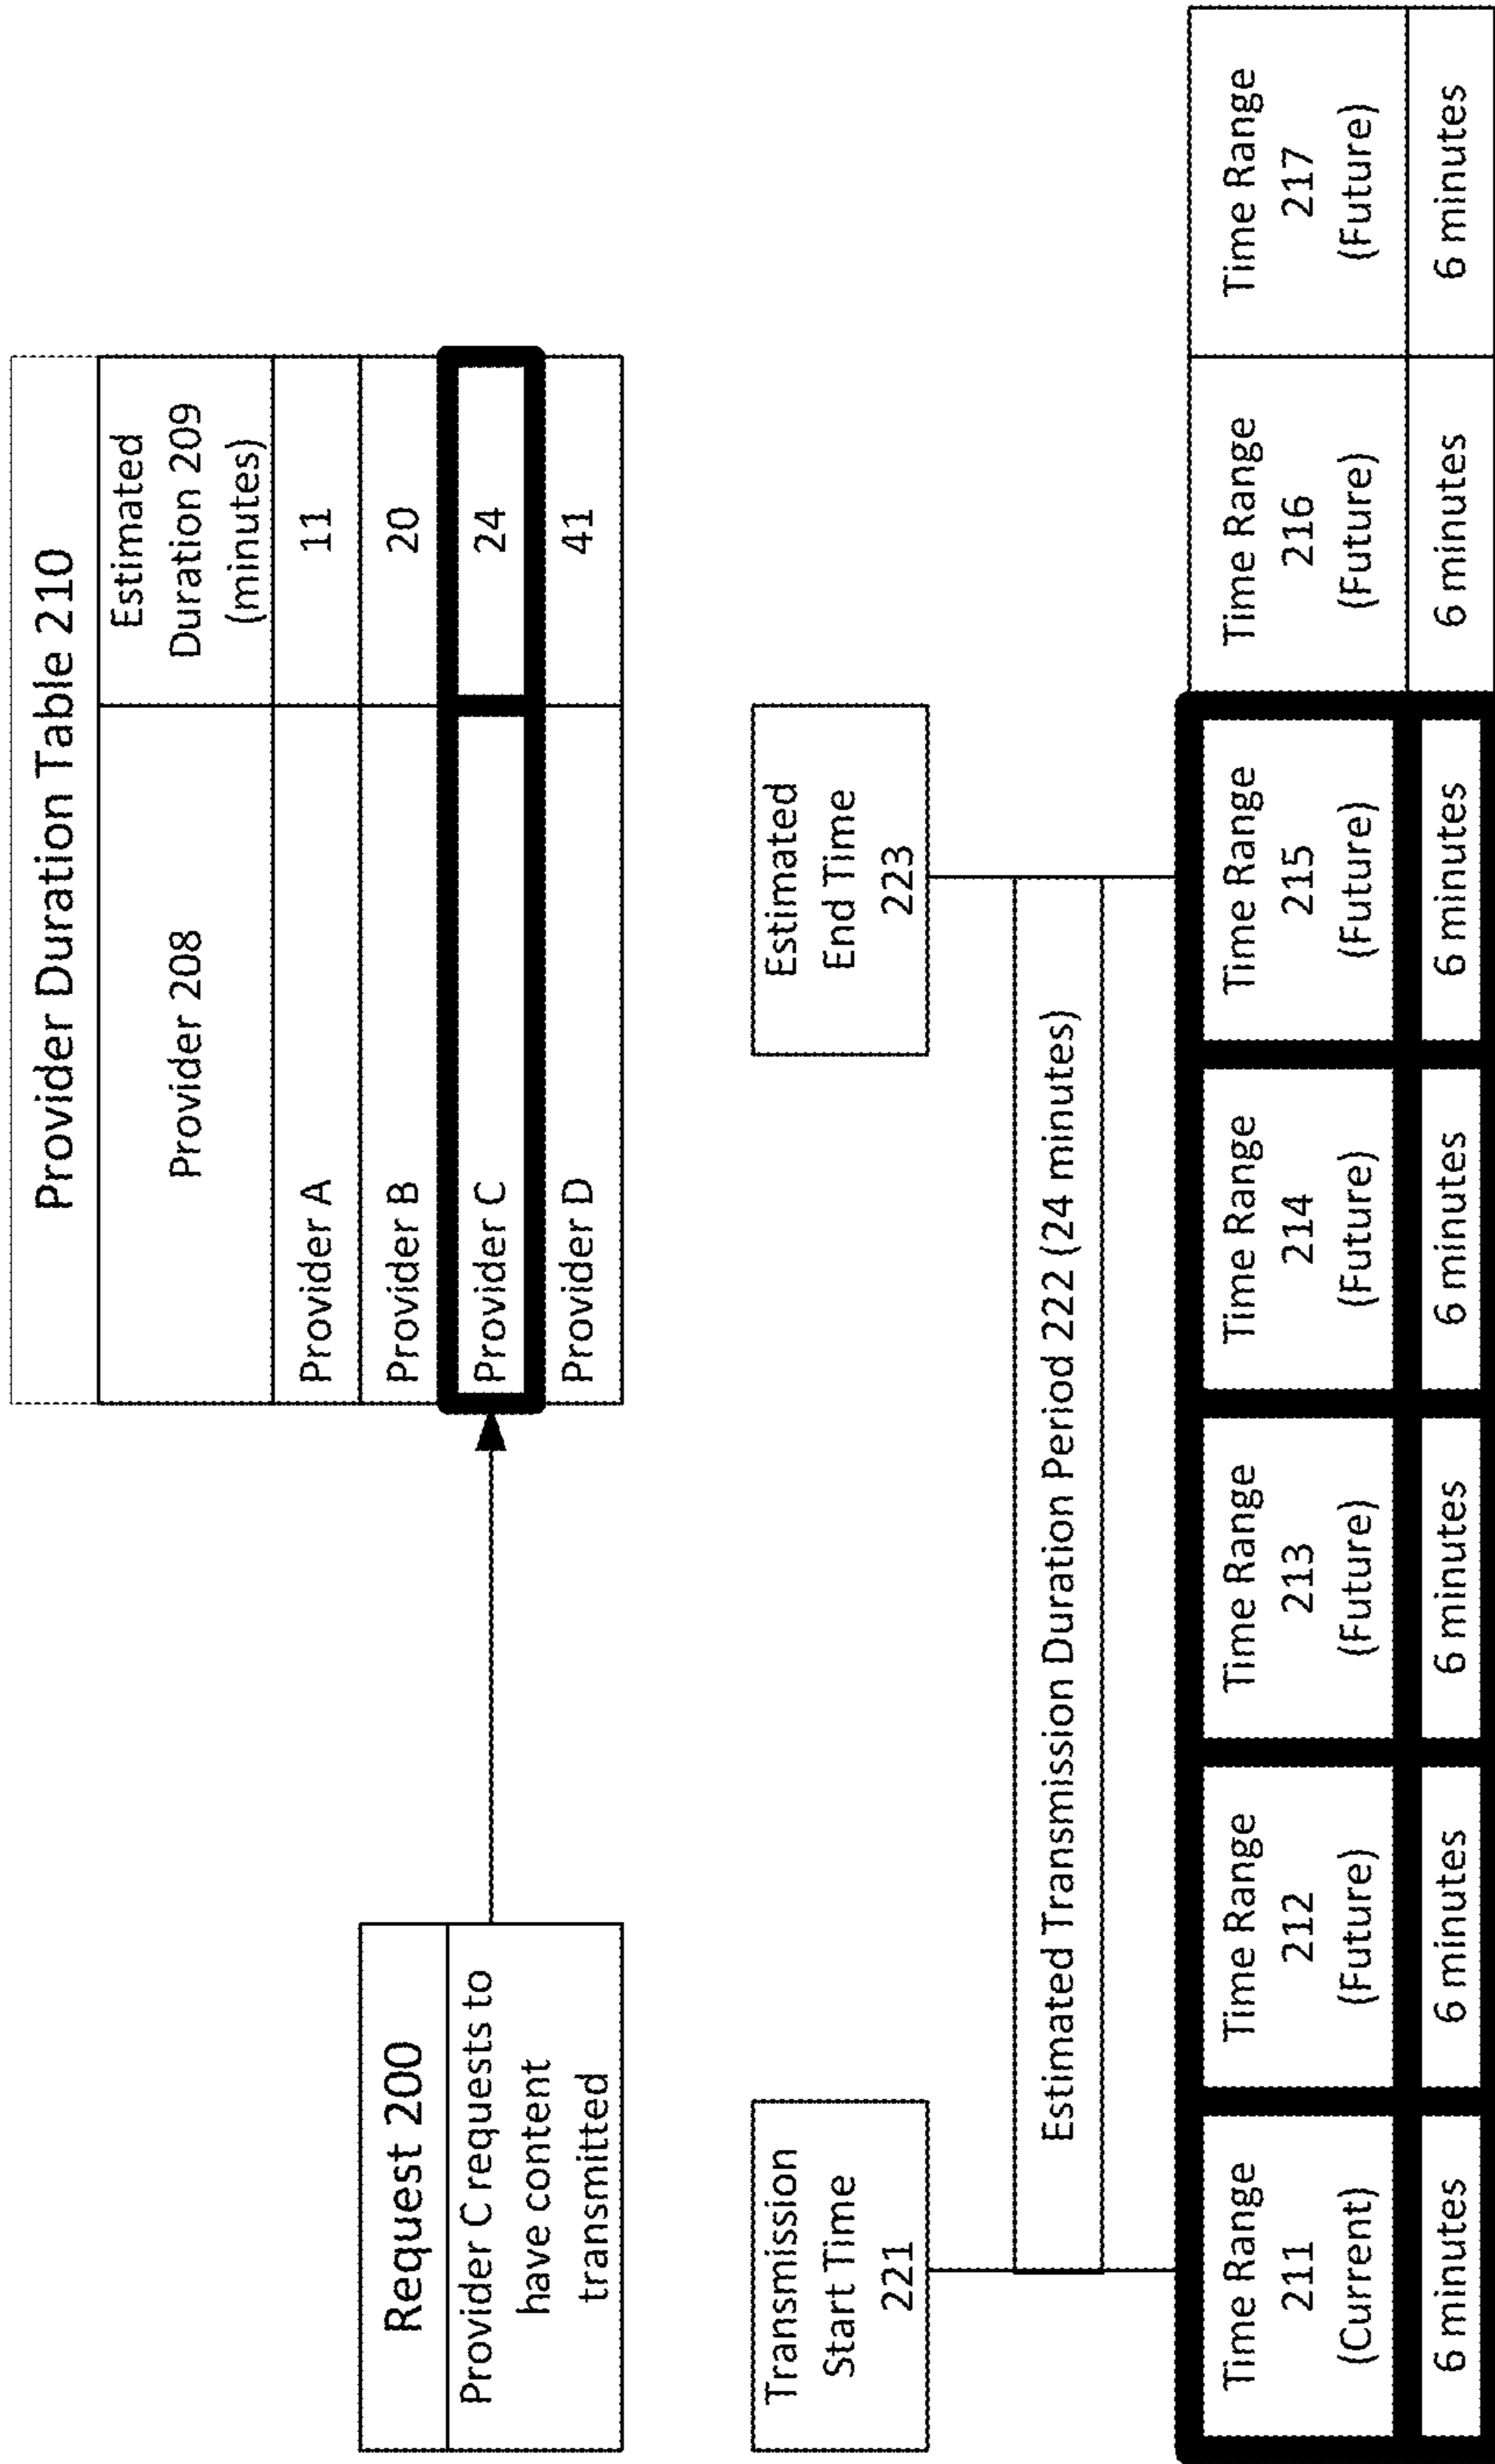 Request 200
Provider C requests to
have content
transmitted
Provider Duration Table 210
Provider 208
Estimated
Duration 209
(minutes)
Provider A
11
Provider B
20
Provider C
24
Provider D
41
Transmission
Start Time
221
Estimated
End Time
223
Estimated Transmission Duration Period 222 (24 minutes)
Time Range
211
(Current)
Time Range
212
(Future)
Time Range
213
(Future)
Time Range
214
(Future)
Time Range
215
(Future)
Time Range
216
(Future)
Time Range
217
(Future)
6 minutes
6 minutes
6 minutes
6 minutes
6 minutes
6 minutes
6 minutes